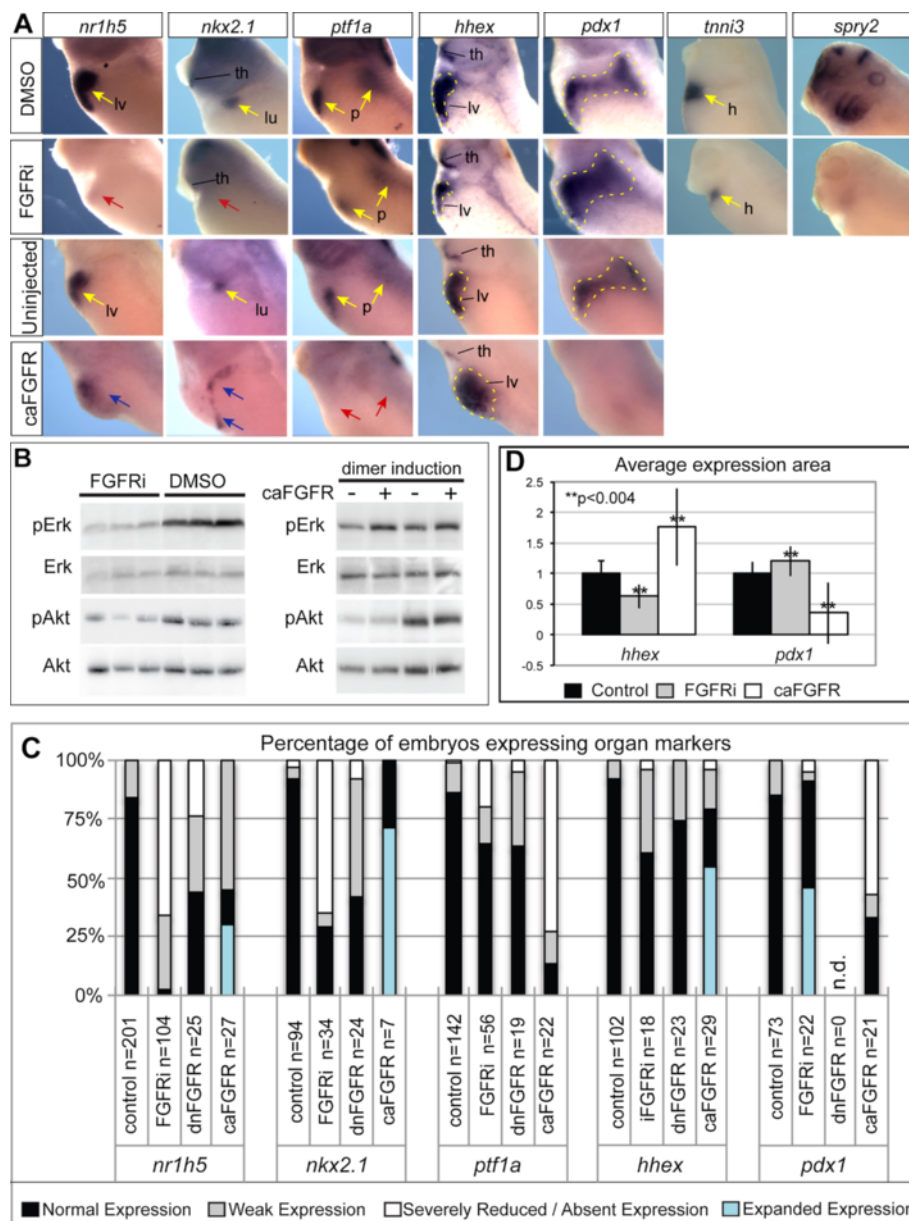 A
nr1h5 nkx2.1 ptf1a hhex pdx1 tnni3 spry2
DMSO
lv
th
lu
p
th
lv
h
FGFRi
th
p
th
lv
h
Uninjected
lv
lu
p
th
lv
caFGFR
th
lv
B
FGFRi DMSO
pErk
Erk
pAkt
Akt
dimer induction
caFGFR - + - +
pErk
Erk
pAkt
Akt
D
Average expression area
**p<0.004
2.5
2
1.5
1
0.5
0
-0.5
** ** ** **
hhex pdx1
Control FGFRi caFGFR
C
Percentage of embryos expressing organ markers
100%
75%
50%
25%
0%
n.d.
control n=201
FGFRi n=104
dnFGFR n=25
caFGFR n=27
control n=94
FGFRi n=34
dnFGFR n=24
caFGFR n=7
control n=142
FGFRi n=56
dnFGFR n=19
caFGFR n=22
control n=102
iFGFRi n=18
dnFGFR n=23
caFGFR n=29
control n=73
FGFRi n=22
dnFGFR n=0
caFGFR n=21
nr1h5 nkx2.1 ptf1a hhex pdx1
Normal Expression Weak Expression Severely Reduced / Absent Expression Expanded Expression